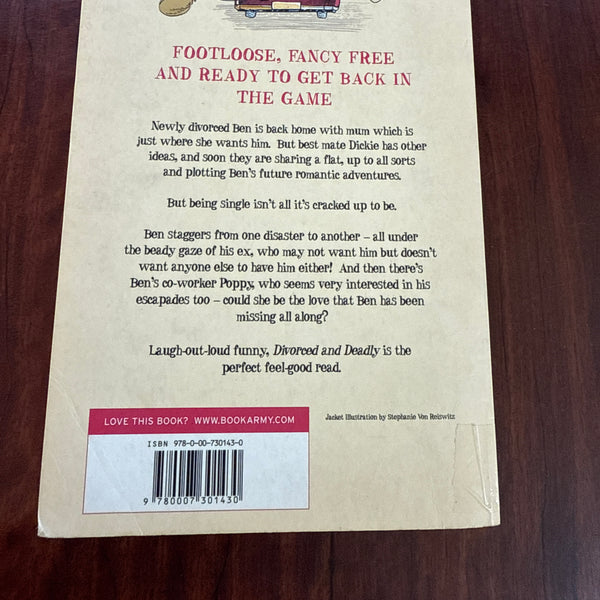 FOOTLOOSE, FANCY FREE
AND READY TO GET BACK IN
THE GAME
Newly divorced Ben is back home with mum which is
just where she wants him. But best mate Dickie has other
ideas, and soon they are sharing a flat, up to all sorts
and plotting Ben's future romantic adventures.
But being single isn't all it's cracked up to be.
Ben staggers from one disaster to another – all under
the beady gaze of his ex, who may not want him but doesn't
want anyone else to have him either! And then there's
Ben's co-worker Poppy, who seems very interested in his
escapades too – could she be the love that Ben has been
missing all along?
Laugh-out-loud funny, Divorced and Deadly is the
perfect feel-good read.
Jacket illustration by Stephanie Von Reiswitz
LOVE THIS BOOK? WWW.BOOKARMY.COM
ISBN 978-0-00-730143-0
9 780007 301430